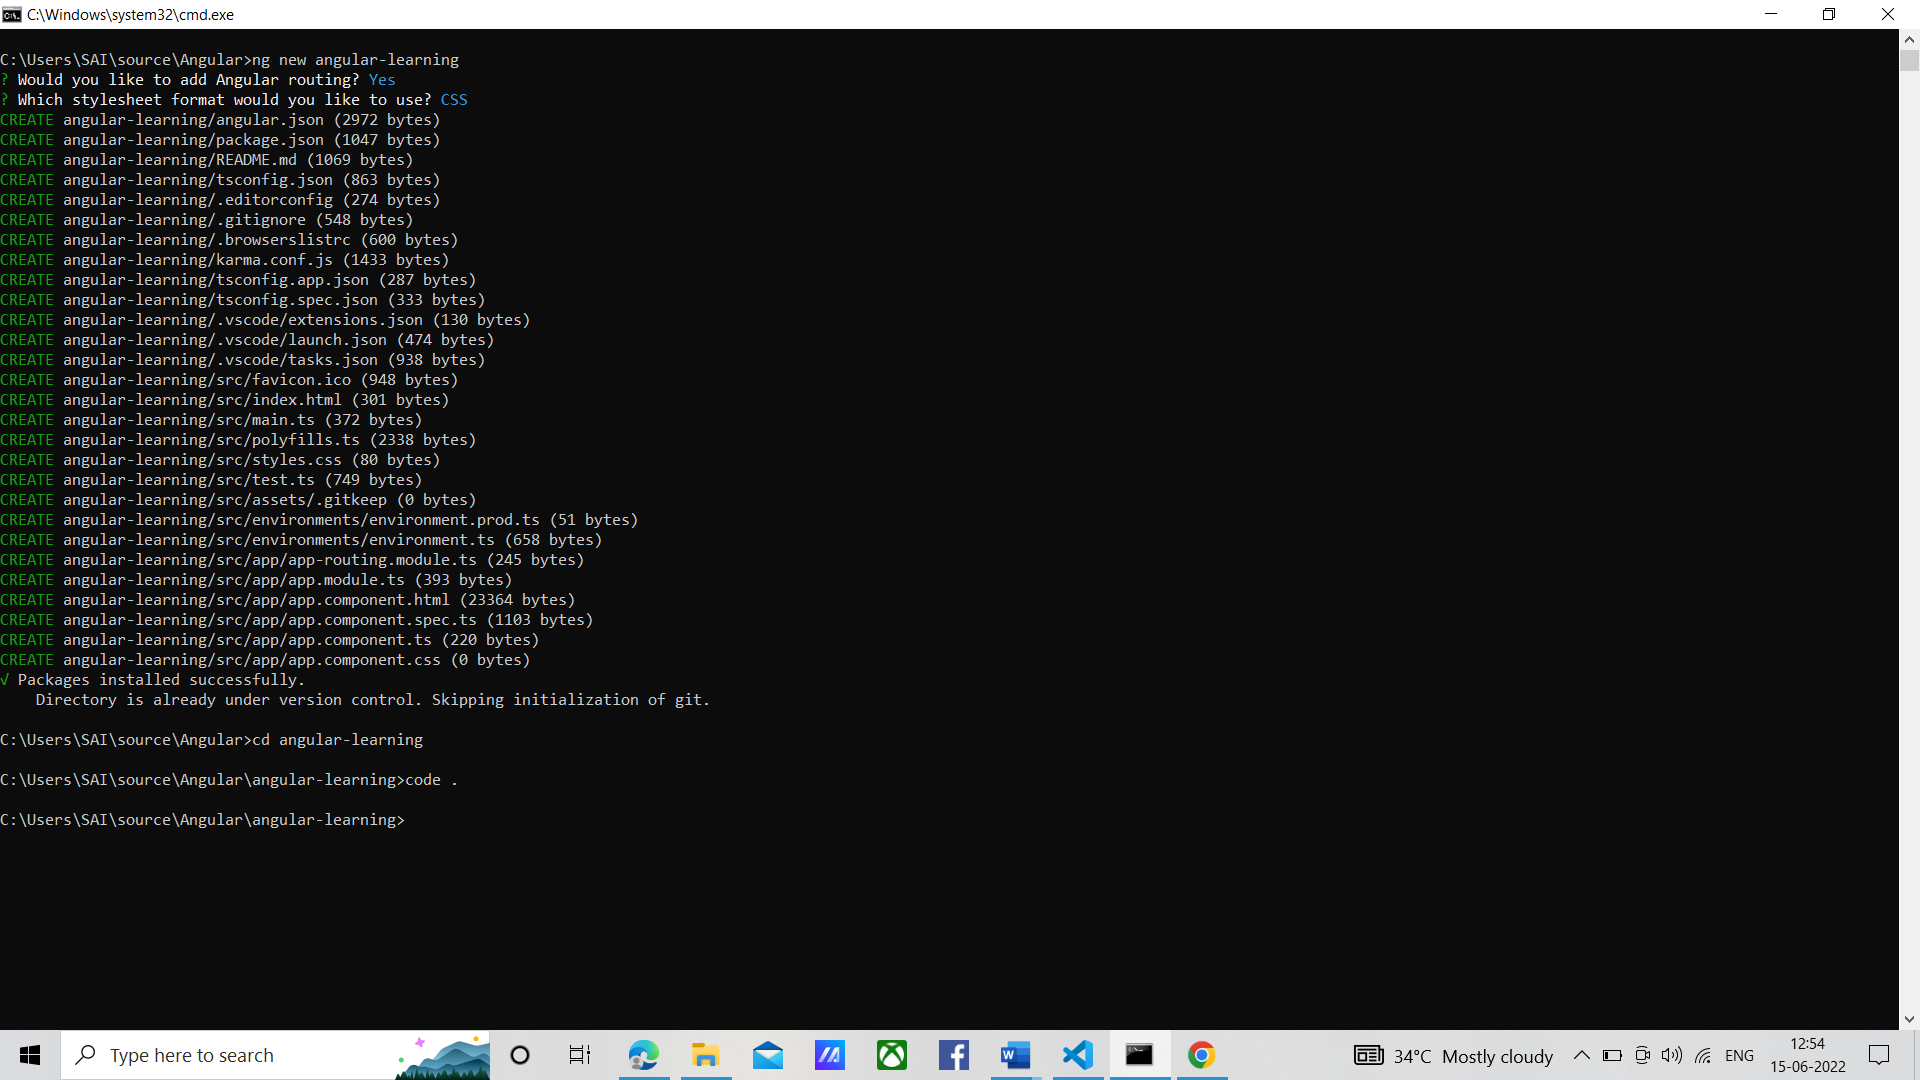 C:\Windows\system32\cmd.exe
C:\Users\SAI\source\Angular>ng new angular-learning
? Would you like to add Angular routing? Yes
? Which stylesheet format would you like to use? CSS
CREATE angular-learning/angular.json (2972 bytes)
CREATE angular-learning/package.json (1047 bytes)
CREATE angular-learning/README.md (1069 bytes)
CREATE angular-learning/tsconfig.json (863 bytes)
CREATE angular-learning/.editorconfig (274 bytes)
CREATE angular-learning/.gitignore (548 bytes)
CREATE angular-learning/.browserslistrc (600 bytes)
CREATE angular-learning/karma.conf.js (1433 bytes)
CREATE angular-learning/tsconfig.app.json (287 bytes)
CREATE angular-learning/tsconfig.spec.json (333 bytes)
CREATE angular-learning/.vscode/extensions.json (130 bytes)
CREATE angular-learning/.vscode/launch.json (474 bytes)
CREATE angular-learning/.vscode/tasks.json (938 bytes)
CREATE angular-learning/src/favicon.ico (948 bytes)
CREATE angular-learning/src/index.html (301 bytes)
CREATE angular-learning/src/main.ts (372 bytes)
CREATE angular-learning/src/polyfills.ts (2338 bytes)
CREATE angular-learning/src/styles.css (80 bytes)
CREATE angular-learning/src/test.ts (749 bytes)
CREATE angular-learning/src/assets/.gitkeep (0 bytes)
CREATE angular-learning/src/environments/environment.prod.ts (51 bytes)
CREATE angular-learning/src/environments/environment.ts (658 bytes)
CREATE angular-learning/src/app/app-routing.module.ts (245 bytes)
CREATE angular-learning/src/app/app.module.ts (393 bytes)
CREATE angular-learning/src/app/app.component.html (23364 bytes)
CREATE angular-learning/src/app/app.component.spec.ts (1103 bytes)
CREATE angular-learning/src/app/app.component.ts (220 bytes)
CREATE angular-learning/src/app/app.component.css (0 bytes)
√ Packages installed successfully.
Directory is already under version control. Skipping initialization of git.
C:\Users\SAI\source\Angular>cd angular-learning
C:\Users\SAI\source\Angular\angular-learning>code .
C:\Users\SAI\source\Angular\angular-learning>
Type here to search
34°C Mostly cloudy
ENG
12:54
15-06-2022